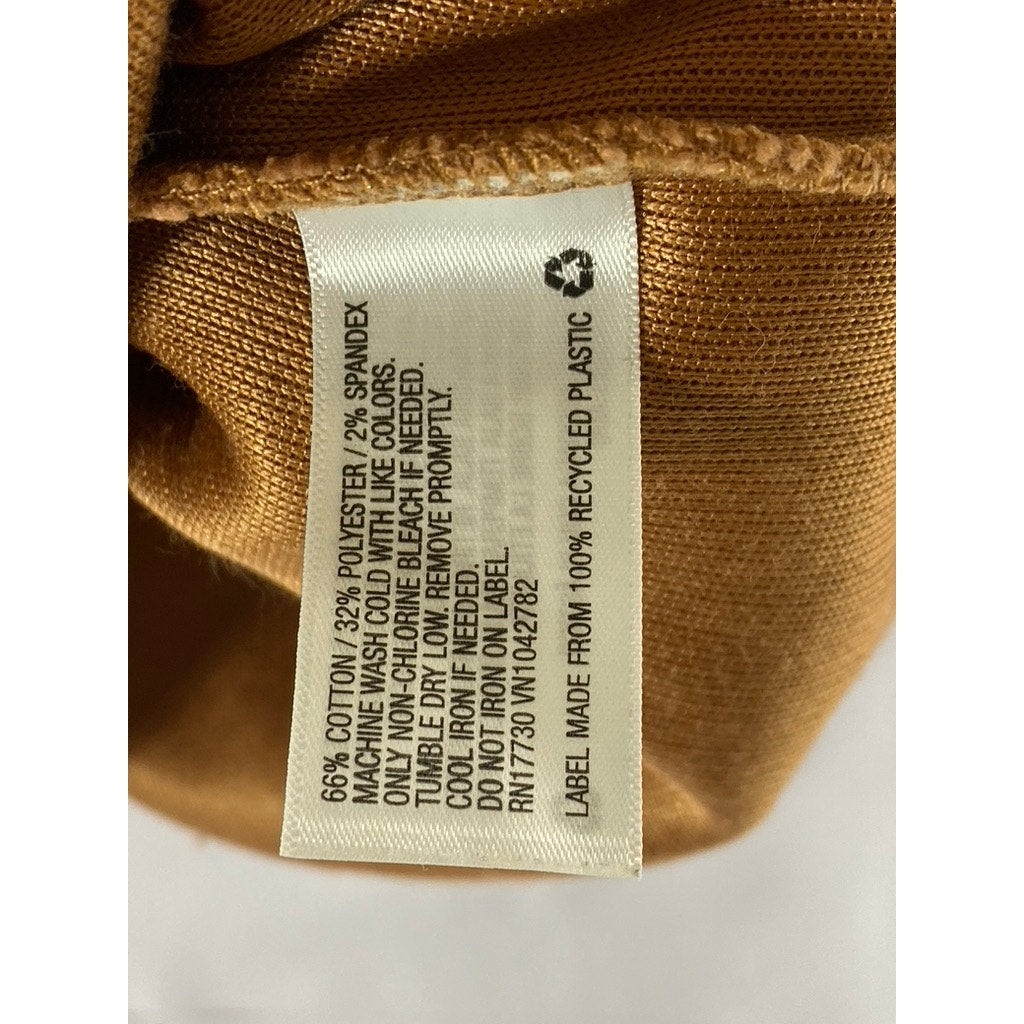 66% COTTON / 32% POLYESTER / 2% SPANDEX
MACHINE WASH COLD WITH LIKE COLORS.
ONLY NON-CHLORINE BLEACH IF NEEDED.
TUMBLE DRY LOW. REMOVE PROMPTLY.
COOL IRON IF NEEDED.
DO NOT IRON ON LABEL.
RN17730 VN1042782
LABEL MADE FROM 100% RECYCLED PLASTIC